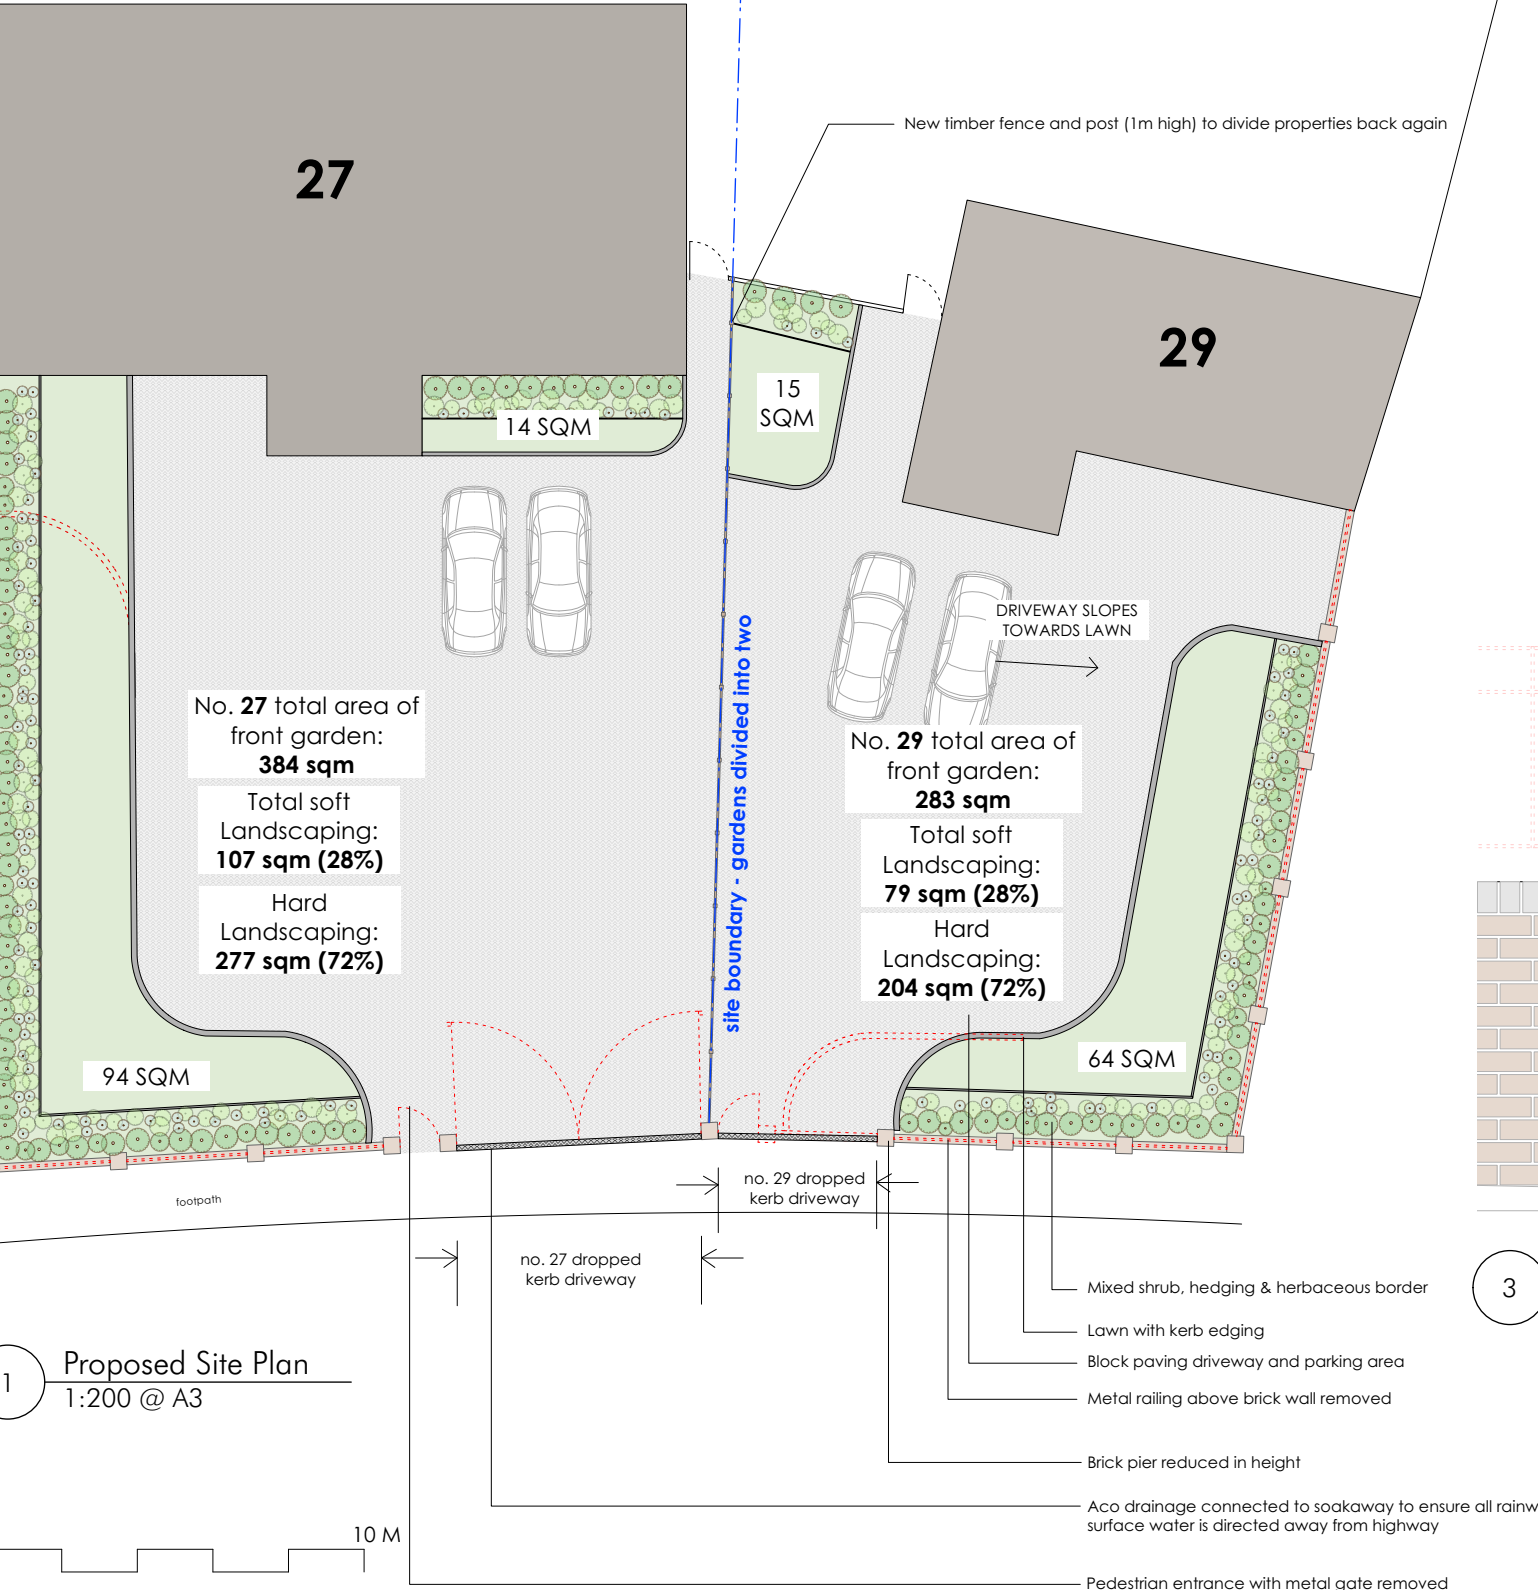 27
New timber fence and post (1m high) to divide properties back again
29
14 SQM
15
SQM
DRIVEWAY SLOPES
TOWARDS LAWN
site boundary - gardens divided into two
No. 27 total area of
front garden:
384 sqm
Total soft
Landscaping:
107 sqm (28%)
Hard
Landscaping:
277 sqm (72%)
No. 29 total area of
front garden:
283 sqm
Total soft
Landscaping:
79 sqm (28%)
Hard
Landscaping:
204 sqm (72%)
94 SQM
64 SQM
footpath
no. 29 dropped
kerb driveway
no. 27 dropped
kerb driveway
Mixed shrub, hedging & herbaceous border
3
Lawn with kerb edging
Block paving driveway and parking area
Metal railing above brick wall removed
Brick pier reduced in height
Aco drainage connected to soakaway to ensure all
surface water is directed away from highway
Pedestrian entrance with metal gate removed
1
Proposed Site Plan
1:200 @ A3
10 M